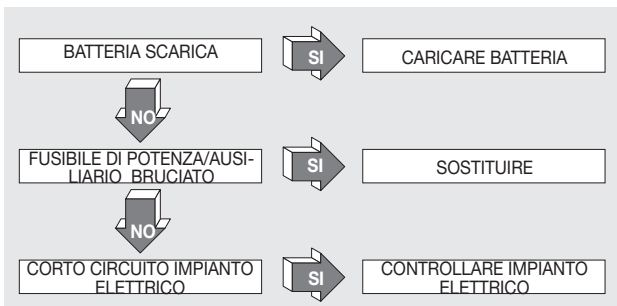 BATTERIA SCARICA
SI
CARICARE BATTERIA
NO
FUSIBILE DI POTENZA/AUSI-
LIARIO BRUCIATO
SI
SOSTITUIRE
NO
CORTO CIRCUITO IMPIANTO
ELETTRICO
SI
CONTROLLARE IMPIANTO
ELETTRICO